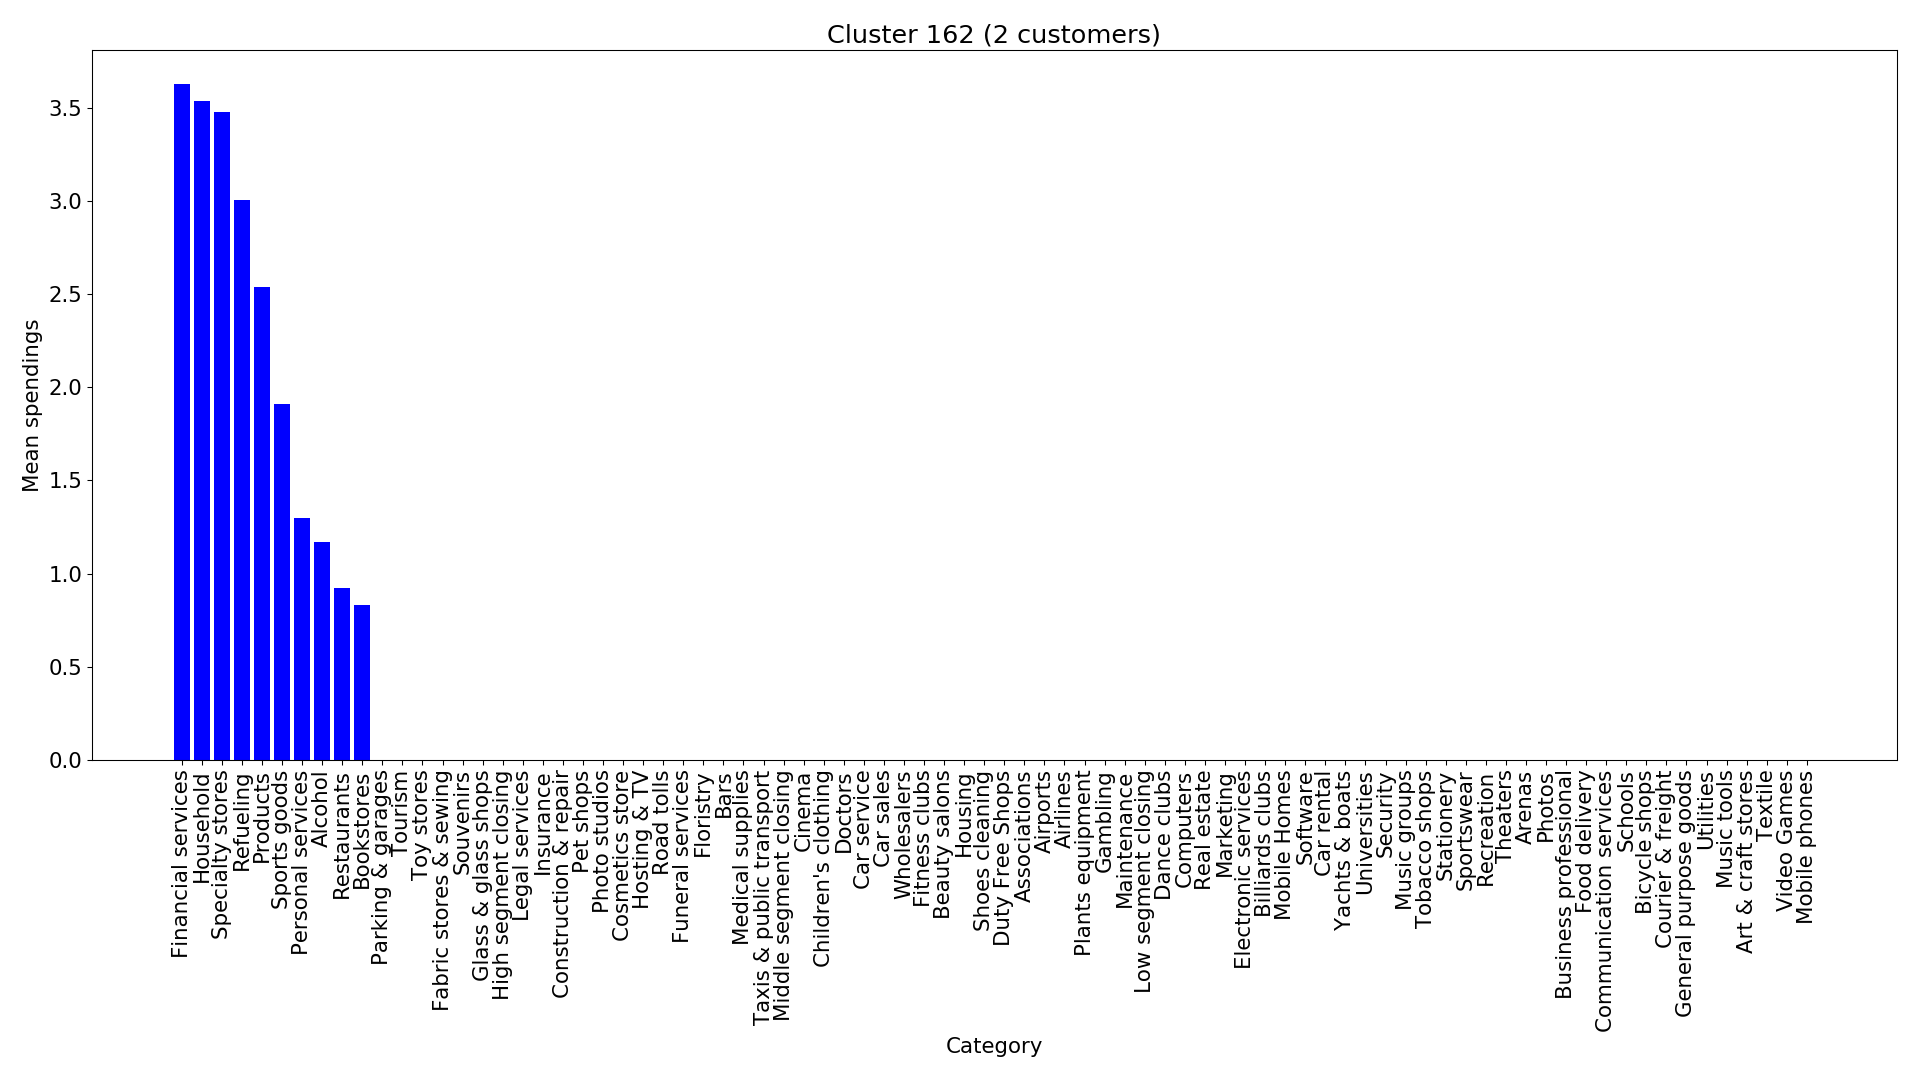 Cluster 162 (2 customers)
3.5
3.0
2.5
2.0
1.5
1.0
0.5
0.0
Mean spendings
Financial services
Household
Specialty stores
Refueling
Products
Sports goods
Personal services
Alcohol
Restaurants
Bookstores
Parking & garages
Tourism
Toy stores
Fabric stores & sewing
Souvenirs
Glass & glass shops
High segment closing
Legal services
Insurance
Construction & repair
Pet shops
Photo studios
Cosmetics store
Hosting & TV
Road tolls
Funeral services
Floristry
Bars
Medical supplies
Taxis & public transport
Middle segment closing
Cinema
Children's clothing
Doctors
Car service
Car sales
Wholesalers
Fitness clubs
Beauty salons
Housing
Shoes cleaning
Duty Free Shops
Associations
Airports
Airlines
Plants equipment
Gambling
Maintenance
Low segment closing
Dance clubs
Computers
Real estate
Marketing
Electronic services
Billiards clubs
Mobile Homes
Software
Car rental
Yachts & boats
Universities
Security
Music groups
Tobacco shops
Stationery
Sportswear
Recreation
Theaters
Arenas
Photos
Business professional
Food delivery
Communication services
Schools
Bicycle shops
Courier & freight
General purpose goods
Utilities
Music tools
Art & craft stores
Textile
Video Games
Mobile phones
Category